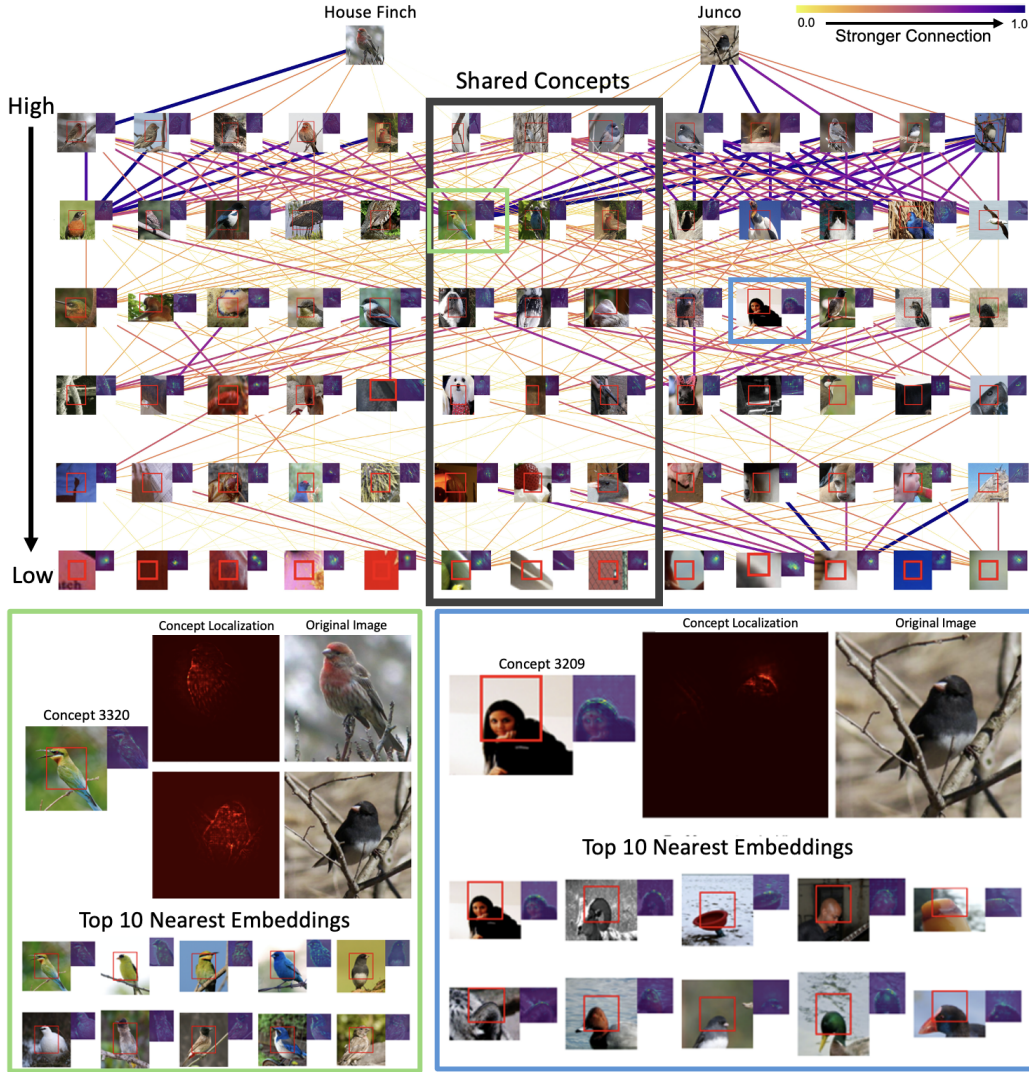 House Finch
Junco
0.0
1.0
Stronger Connection
Shared Concepts
High
Low
Concept Localization
Original Image
Concept 3320
Top 10 Nearest Embeddings
Concept Localization
Original Image
Concept 3209
Top 10 Nearest Embeddings